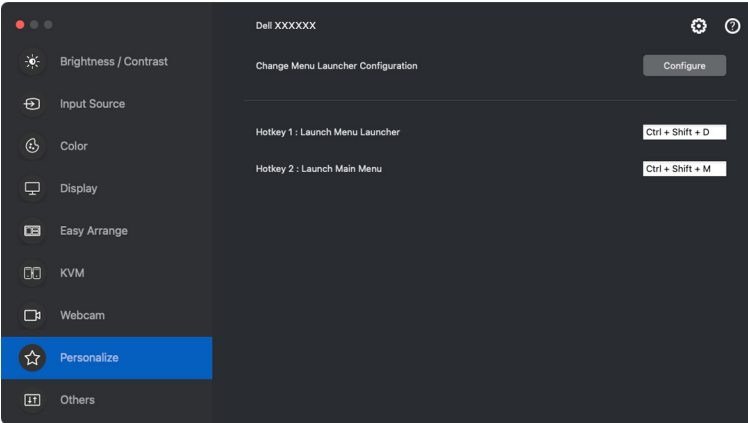 Dell XXXXXX
Brightness / Contrast
Change Menu Launcher Configuration
Configure
Input Source
Hotkey 1 : Launch Menu Launcher
Ctrl + Shift + D
Color
Hotkey 2 : Launch Main Menu
Ctrl + Shift + M
Display
Easy Arrange
KVM
Webcam
Personalize
Others